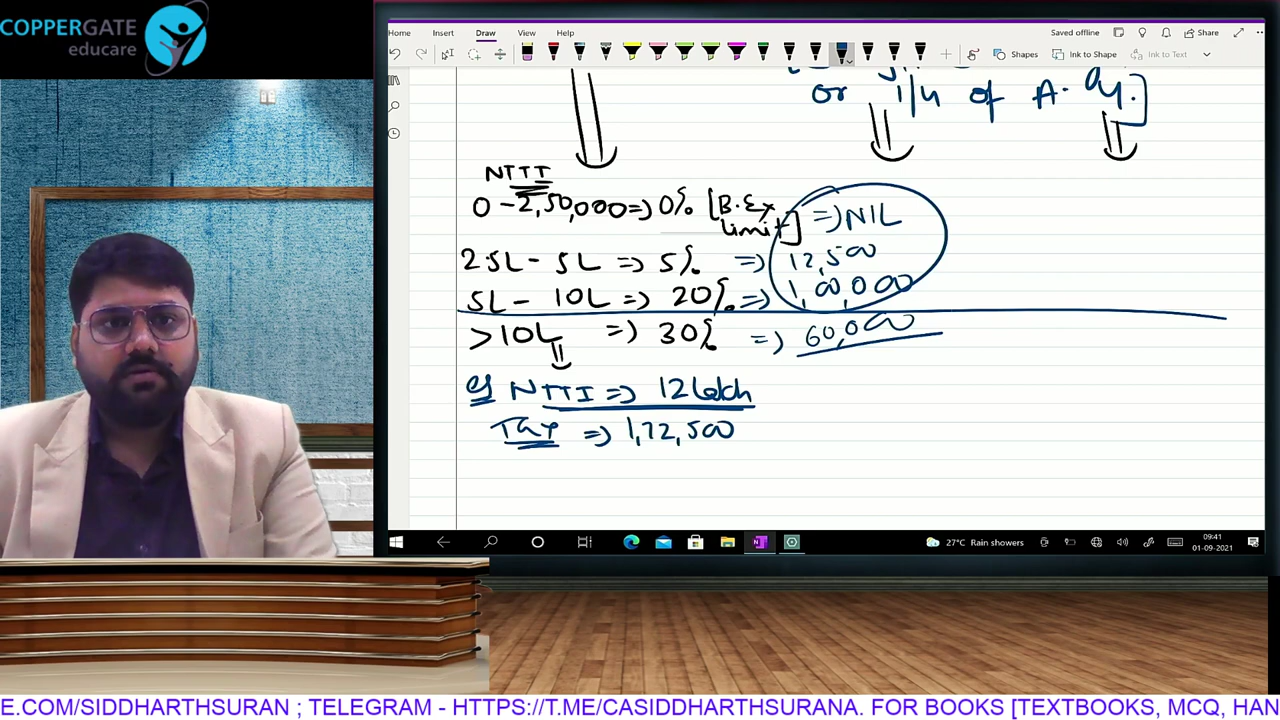 COPPERGATE
educare
Home Insert Draw View Help
Saved offline
Share
Shapes
Ink to Shape
Ink to Text
or 1/4 of A. ay.]
NTTI
0 - 2,50,000 => 0% [B. Ex limit] => NIL
2.5L - 5L => 5% => 12,500
5L - 10L => 20% => 1,00,000
> 10L => 30% => 60,000
eg NTTI => 12 Lakh
Tax => 1,72,500
27°C Rain showers
09:41
01-09-2021
E.COM/SIDDHARTHSURAN ; TELEGRAM - HTTPS://T.ME/CASIDDHARTHSURANA. FOR BOOKS [TEXTBOOKS, MCQ, HAN